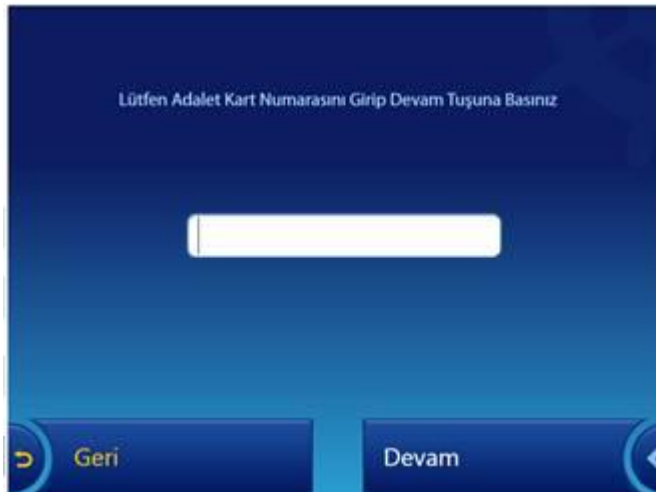 Lütfen Adalet Kart Numarasını Girip Devam Tuşuna Basınız
Geri
Devam